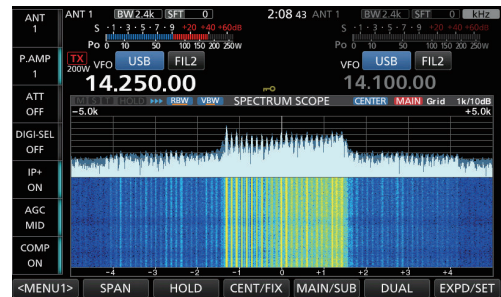 ANT 1
ANT 1 BW 2.4k SFT 0 2:08 43 ANT 1 BW 2.4k SFT 0 kHz
S ·1·3·5·7·9 +20 +40 +60dB S ·1·3·5·7·9 +20 +40 +60dB
Po 0 10 50 100 150 200 250W Po 0 10 50 100 150 200 250W
P.AMP 1
TX 200W VFO USB FIL2 VFO USB FIL2
14.250.00 14.100.00
ATT OFF
M S T HOLD RBW VBW SPECTRUM SCOPE CENTER MAIN Grid 1k/10dB
-5.0k +5.0k
DIGI-SEL OFF
IP+ ON
AGC MID
COMP ON
-4 -3 -2 -1 0 +1 +2 +3 +4
<MENU1> SPAN HOLD CENT/FIX MAIN/SUB DUAL EXPD/SET